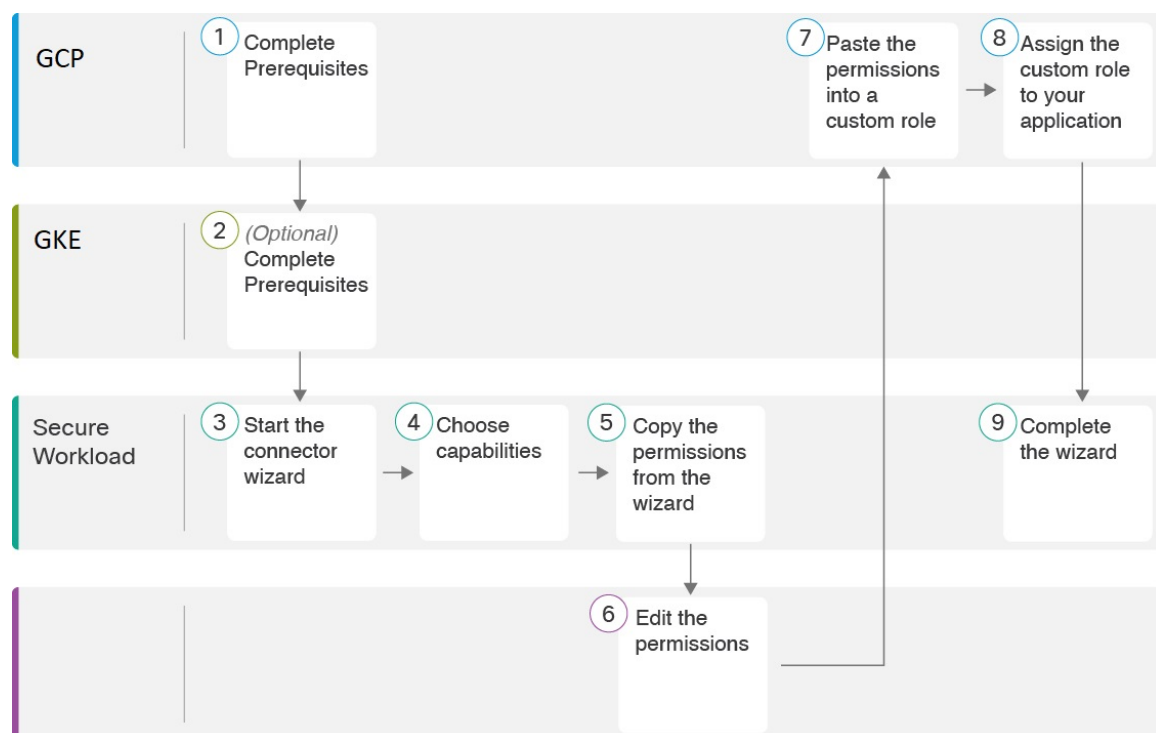 GCP
1
Complete
Prerequisites
7
Paste the
permissions
into a
custom role
8
Assign the
custom role
to your
application
GKE
2
(Optional)
Complete
Prerequisites
Secure
Workload
3
Start the
connector
wizard
4
Choose
capabilities
5
Copy the
permissions
from the
wizard
9
Complete
the wizard
6
Edit the
permissions